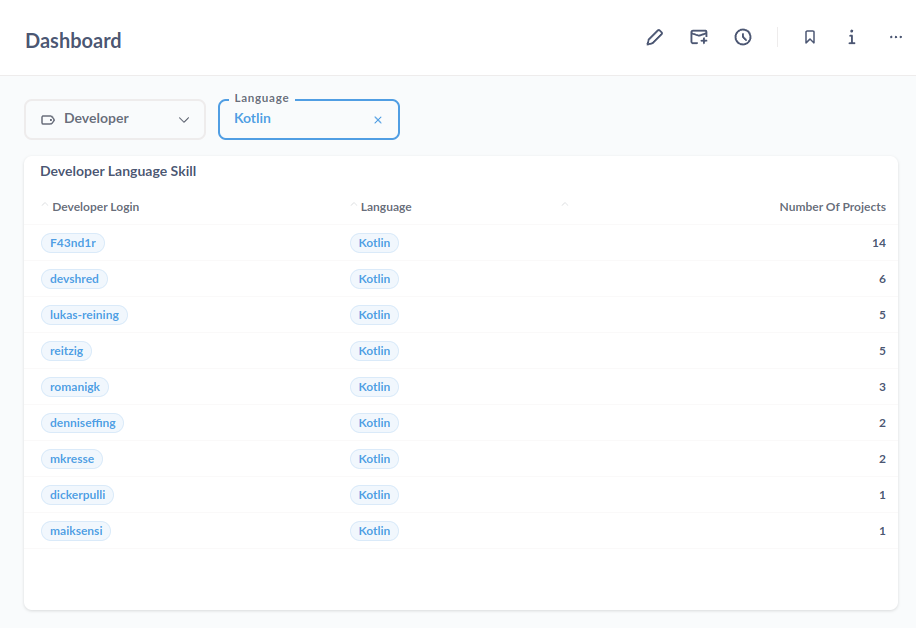 Dashboard
Developer
Language
Kotlin
Developer Language Skill
Developer Login Language Number Of Projects
F43nd1r Kotlin 14
devshred Kotlin 6
lukas-reining Kotlin 5
reitzig Kotlin 5
romanigk Kotlin 3
denniseffing Kotlin 2
mkresse Kotlin 2
dickerpulli Kotlin 1
maiksensi Kotlin 1